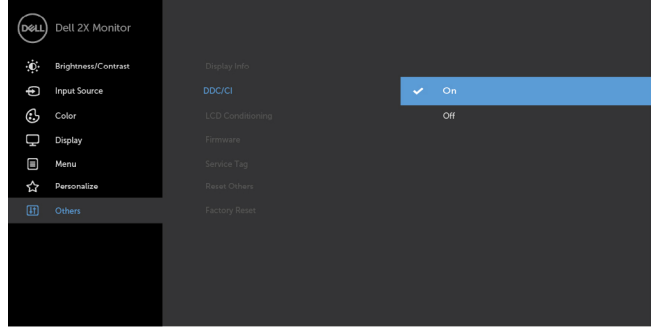 DELL
Dell 2X Monitor
Brightness/Contrast
Input Source
Color
Display
Menu
Personalize
Others
Display Info
DDC/CI
LCD Conditioning
Firmware
Service Tag
Reset Others
Factory Reset
On
Off